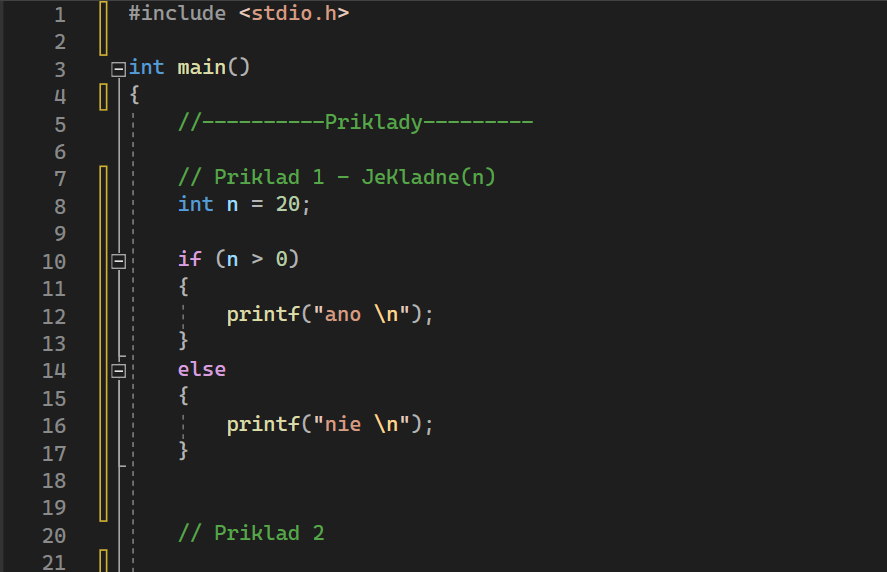 1 #include <stdio.h>
2
3 int main()
4 {
5 //----------Priklady---------
6
7 // Priklad 1 - JeKladne(n)
8 int n = 20;
9
10 if (n > 0)
11 {
12 printf("ano \n");
13 }
14 else
15 {
16 printf("nie \n");
17 }
18
19
20 // Priklad 2
21